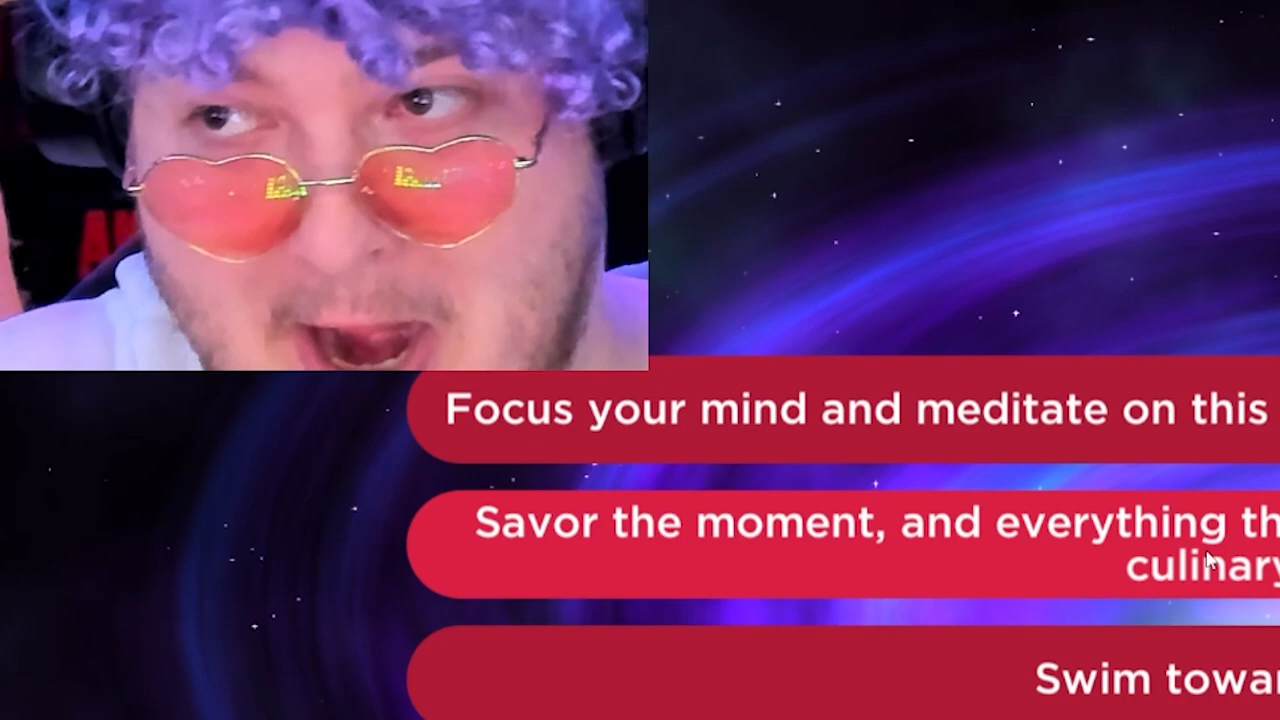 Focus your mind and meditate on this
Savor the moment, and everything th
culinary
Swim towar